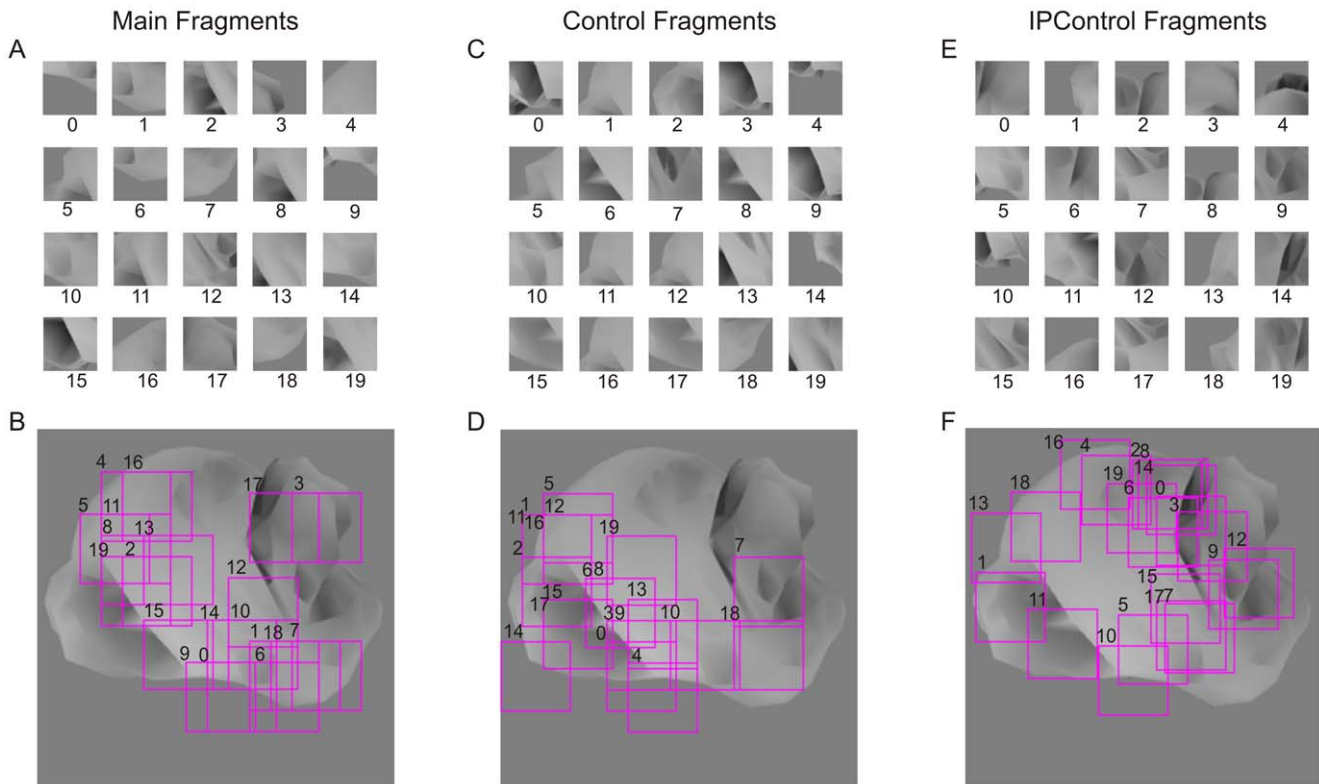 Main Fragments
Control Fragments
IPControl Fragments
A
C
E
0 1 2 3 4
0 1 2 3 4
0 1 2 3 4
5 6 7 8 9
5 6 7 8 9
5 6 7 8 9
10 11 12 13 14
10 11 12 13 14
10 11 12 13 14
15 16 17 18 19
15 16 17 18 19
15 16 17 18 19
B
4 16
17 3
5 11
8 13
19 2
12
15 14 10
1 18 7
9 0 6
D
5
1 12
11 16
19
2
7
68
15 13
17 39 10 18
0
14
4
F
16 4 28
14
19
6 0
18
3
13
12
9
1
15
11 5 177
10